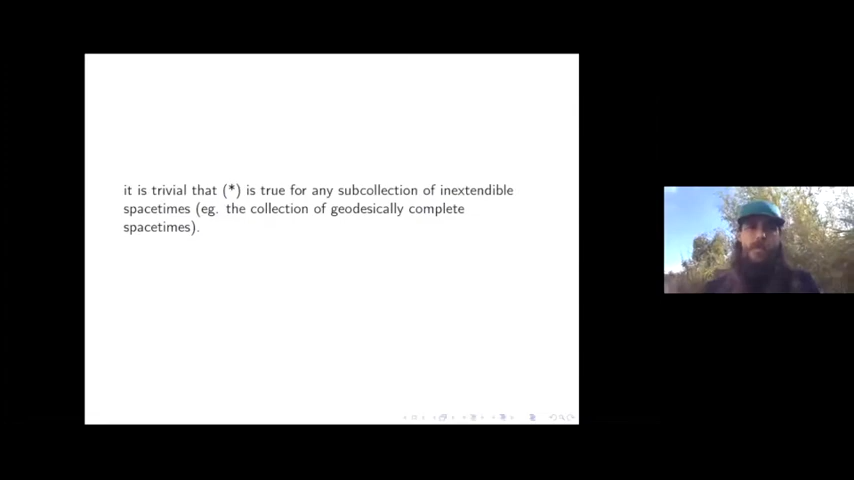 it is trivial that (*) is true for any subcollection of inextendible
spacetimes (eg. the collection of geodesically complete
spacetimes).